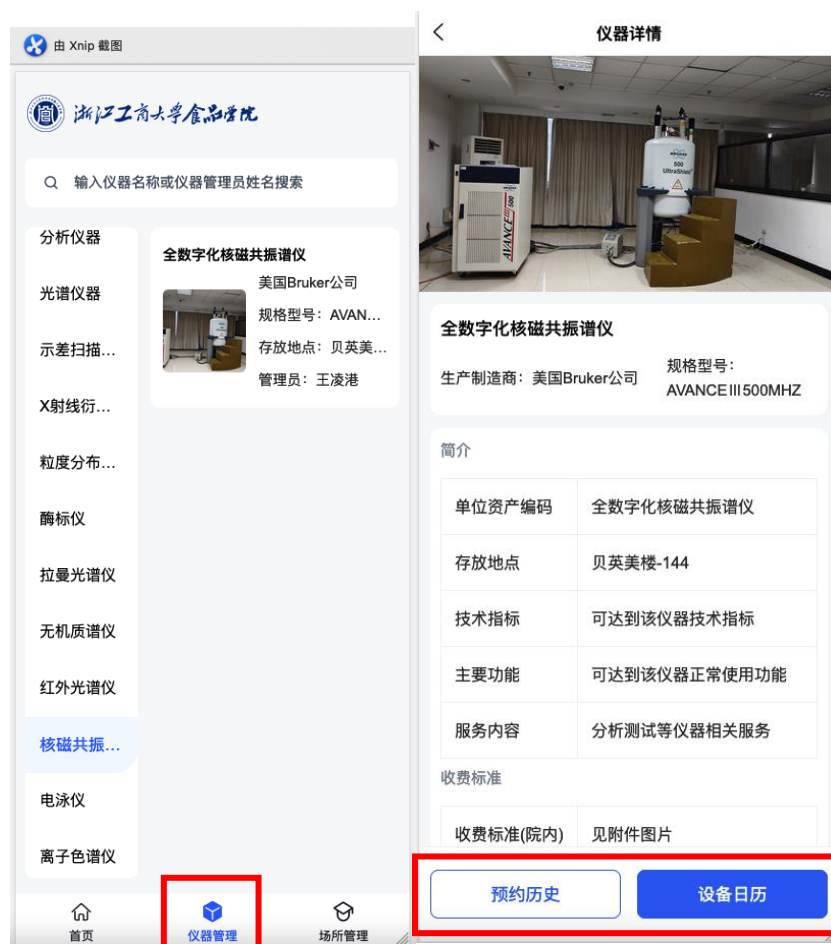 由 Xnip 截图
浙江工商大学食品学院
输入仪器名称或仪器管理员姓名搜索
分析仪器
光谱仪器
示差扫描...
X射线衍...
粒度分布...
酶标仪
拉曼光谱仪
无机质谱仪
红外光谱仪
核磁共振...
电泳仪
离子色谱仪
全数字化核磁共振谱仪
美国Bruker公司
规格型号：AVAN...
存放地点：贝英美...
管理员：王凌港
首页
仪器管理
场所管理
仪器详情
500
UltraShield
AVANCE III 500
全数字化核磁共振谱仪
生产制造商：美国Bruker公司
规格型号：
AVANCEⅢ500MHZ
简介
单位资产编码 全数字化核磁共振谱仪
存放地点 贝英美楼-144
技术指标 可达到该仪器技术指标
主要功能 可达到该仪器正常使用功能
服务内容 分析测试等仪器相关服务
收费标准
收费标准(院内) 见附件图片
预约历史
设备日历